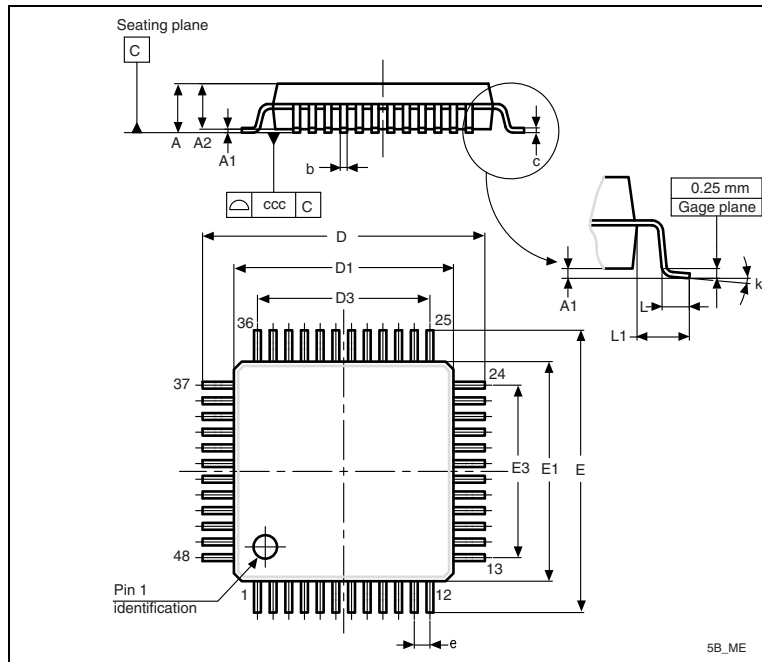 Seating plane
C
A
A2
A1
b
c
ccc
C
0.25 mm
Gage plane
D
D1
D3
A1
L
L1
k
36
25
37
24
E3
E1
E
48
13
Pin 1
identification
1
12
e
5B_ME